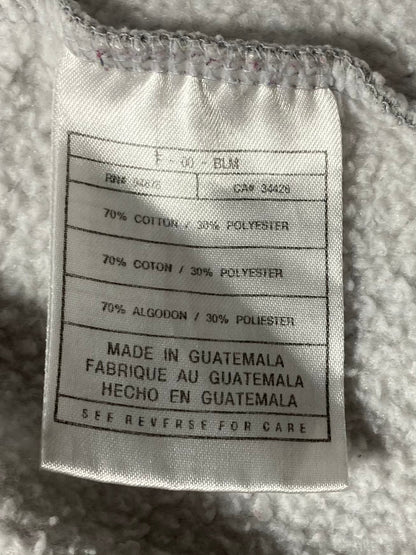 F - 00 - BLM
RN# CA# 34428
70% COTTON / 30% POLYESTER
70% COTON / 30% POLYESTER
70% ALGODON / 30% POLIESTER
MADE IN GUATEMALA
FABRIQUE AU GUATEMALA
HECHO EN GUATEMALA
SEE REVERSE FOR CARE